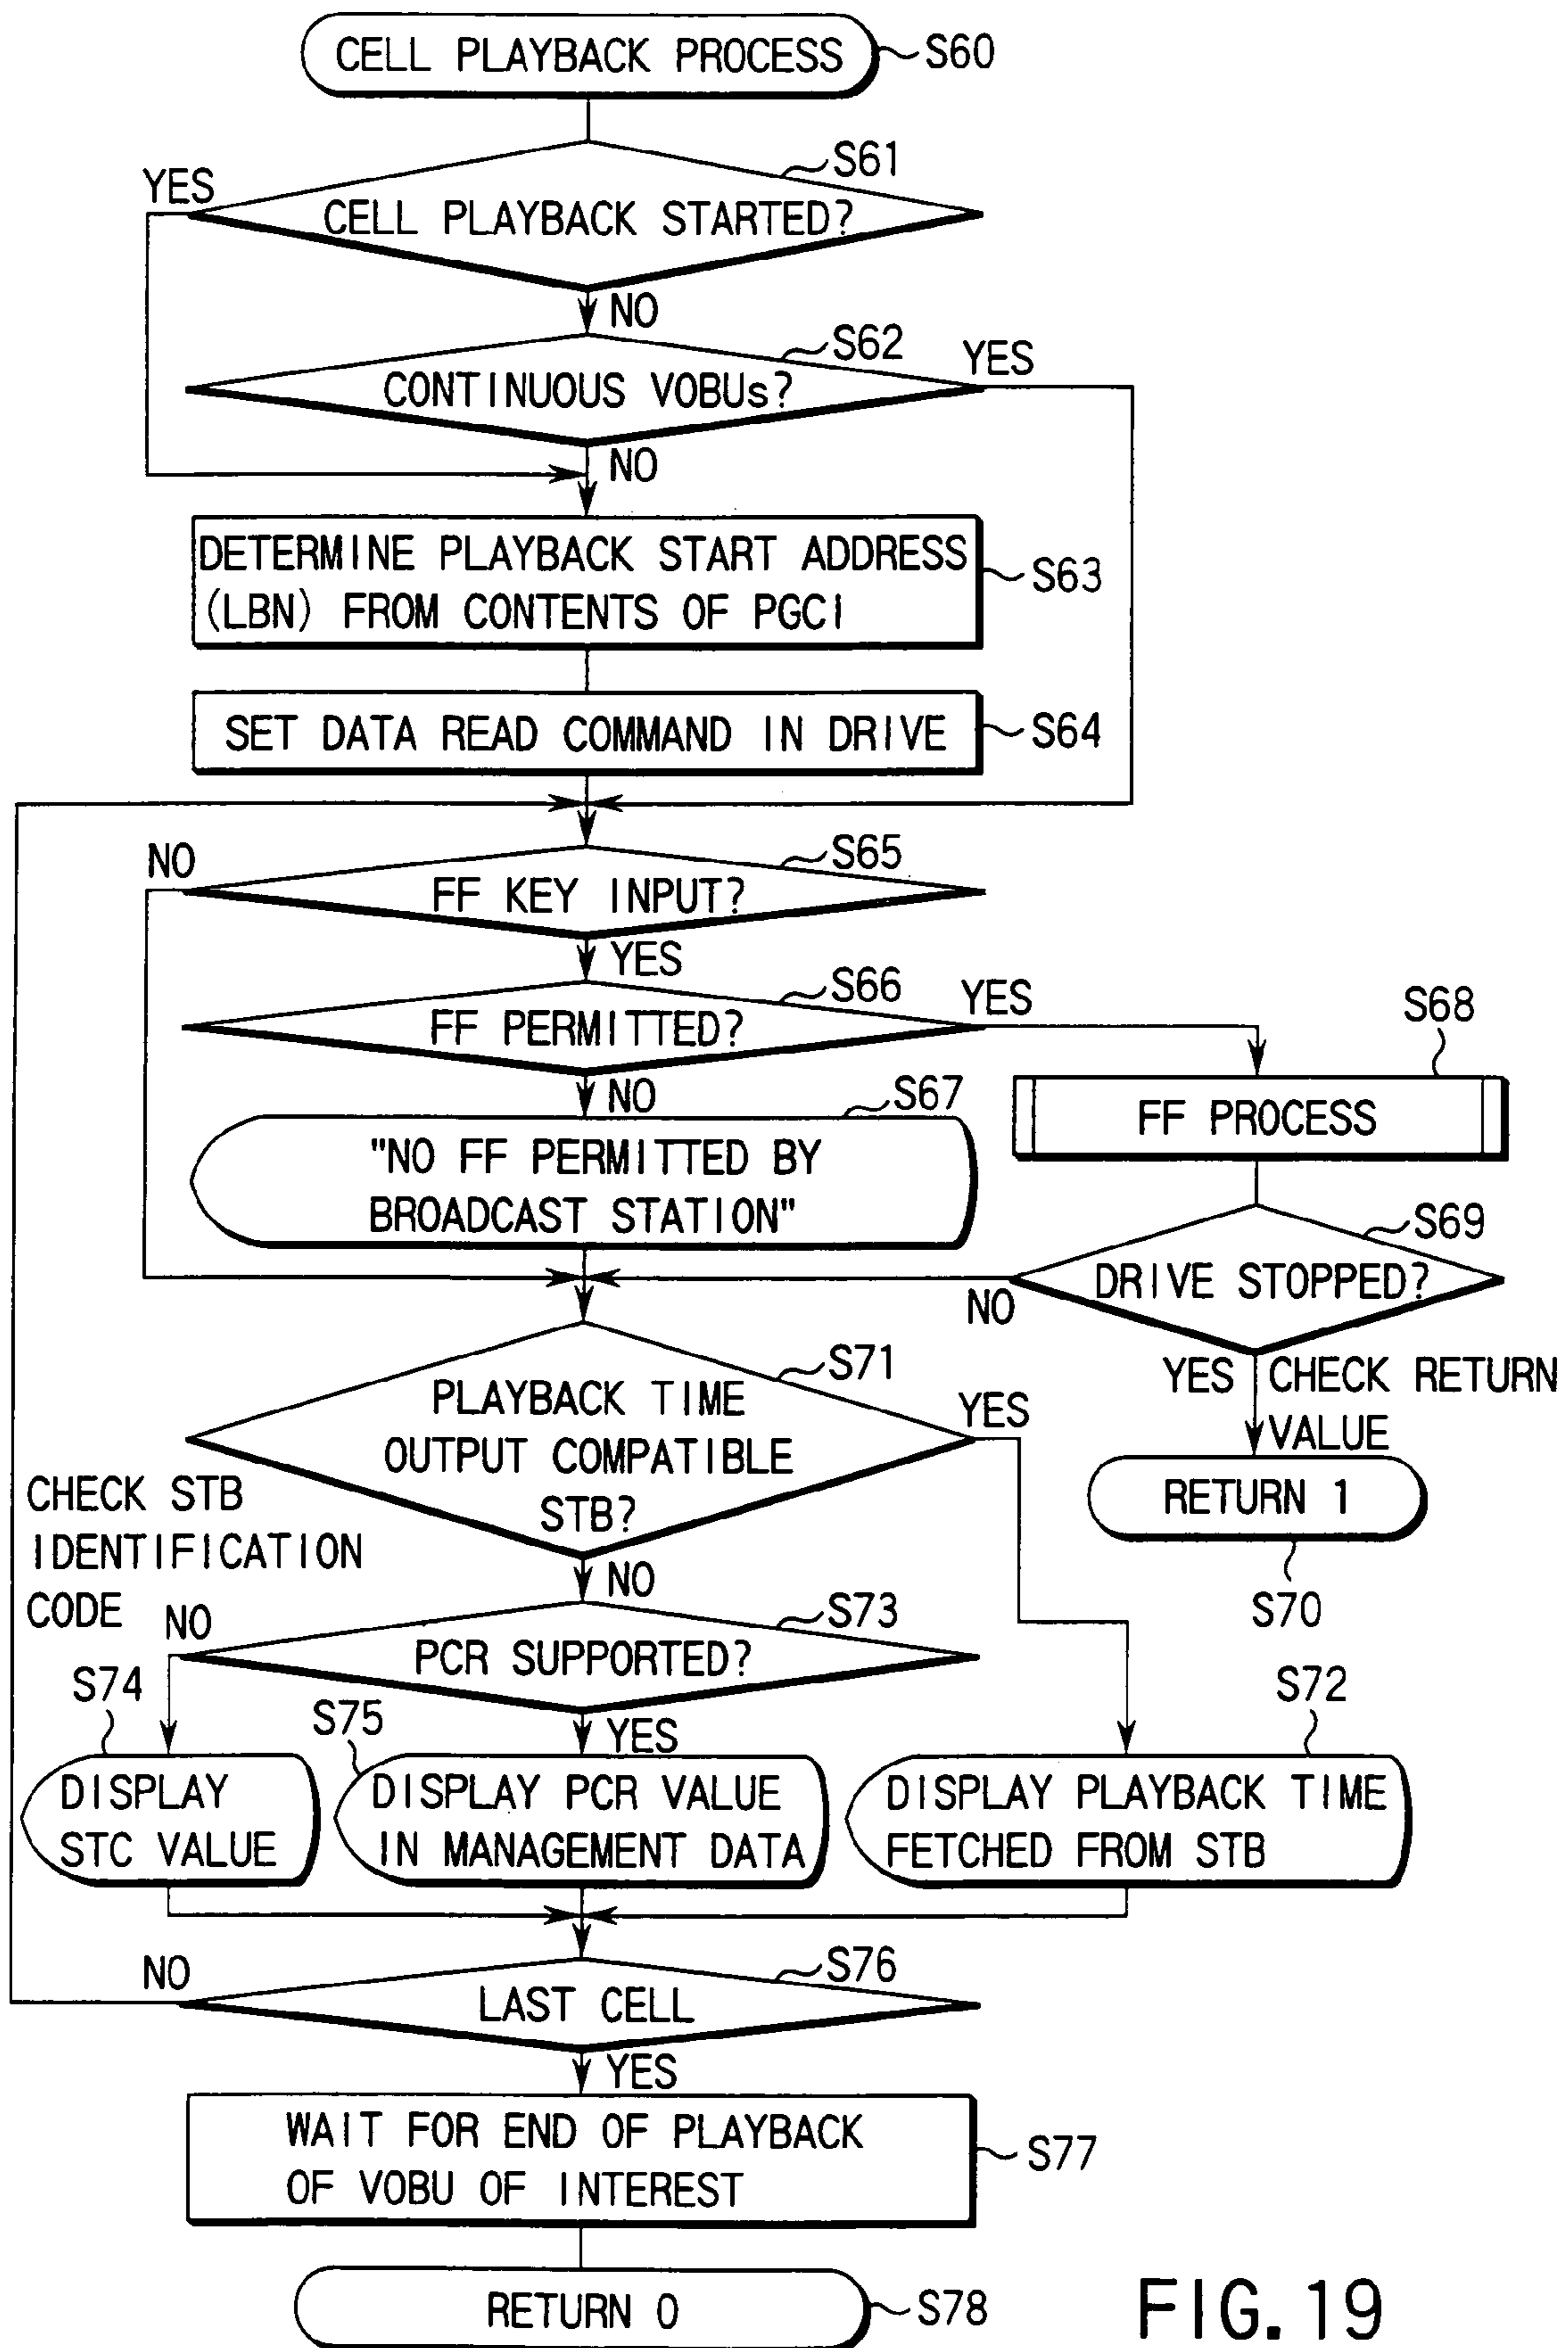 CELL PLAYBACK PROCESS
S60
S61
YES
CELL PLAYBACK STARTED?
NO
S62
YES
CONTINUOUS VOBUs?
NO
DETERMINE PLAYBACK START ADDRESS
(LBN) FROM CONTENTS OF PGCI
S63
SET DATA READ COMMAND IN DRIVE
S64
S65
NO
FF KEY INPUT?
YES
S66
YES
FF PERMITTED?
S68
NO
S67
FF PROCESS
"NO FF PERMITTED BY
BROADCAST STATION"
S69
DRIVE STOPPED?
NO
S71
YES
CHECK RETURN
VALUE
PLAYBACK TIME
OUTPUT COMPATIBLE
STB?
YES
RETURN 1
S70
CHECK STB
IDENTIFICATION
CODE
NO
NO
S73
PCR SUPPORTED?
S74
S75
YES
S72
DISPLAY
STC VALUE
DISPLAY PCR VALUE
IN MANAGEMENT DATA
DISPLAY PLAYBACK TIME
FETCHED FROM STB
NO
S76
LAST CELL
YES
WAIT FOR END OF PLAYBACK
OF VOBU OF INTEREST
S77
RETURN 0
S78
FIG.19